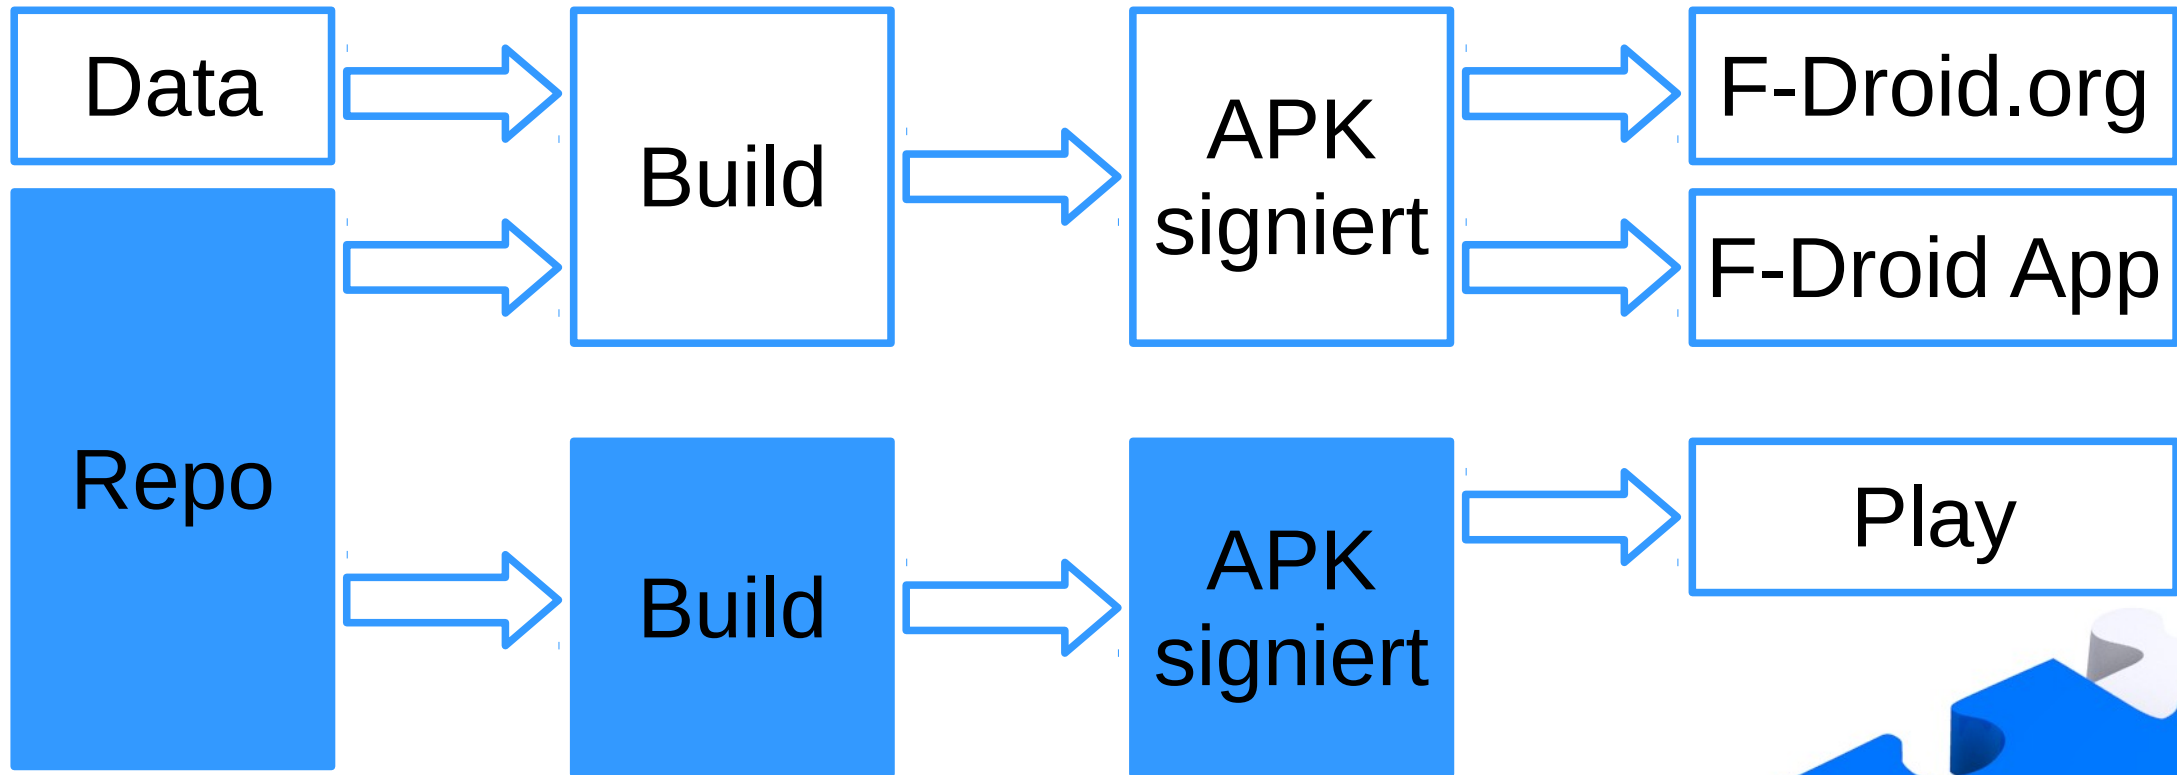 Data
Build
APK
signiert
F-Droid.org
F-Droid App
Repo
Build
APK
signiert
Play